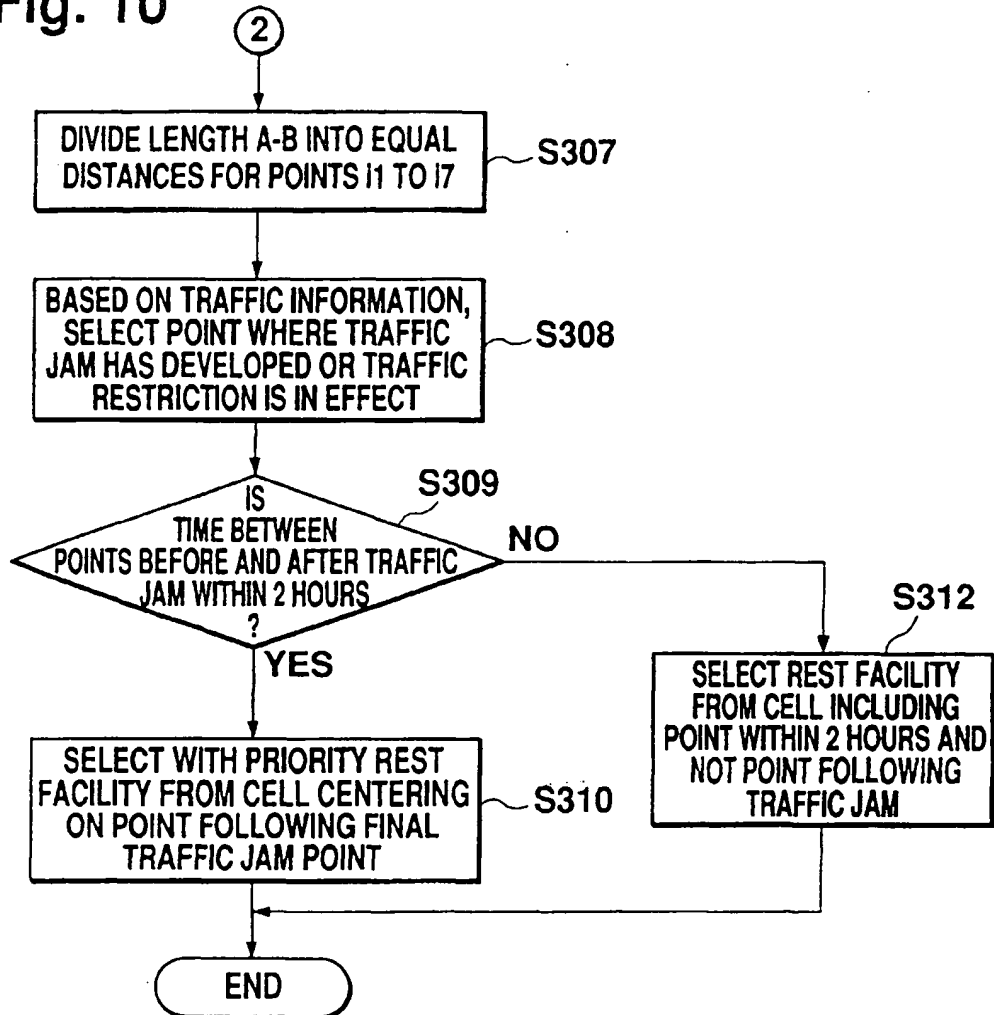 Fig. 10
2
DIVIDE LENGTH A-B INTO EQUAL
DISTANCES FOR POINTS I1 TO I7
S307
BASED ON TRAFFIC INFORMATION,
SELECT POINT WHERE TRAFFIC
JAM HAS DEVELOPED OR TRAFFIC
RESTRICTION IS IN EFFECT
S308
S309
IS
TIME BETWEEN
POINTS BEFORE AND AFTER TRAFFIC
JAM WITHIN 2 HOURS
?
NO
YES
S312
SELECT REST FACILITY
FROM CELL INCLUDING
POINT WITHIN 2 HOURS AND
NOT POINT FOLLOWING
TRAFFIC JAM
SELECT WITH PRIORITY REST
FACILITY FROM CELL CENTERING
ON POINT FOLLOWING FINAL
TRAFFIC JAM POINT
S310
END